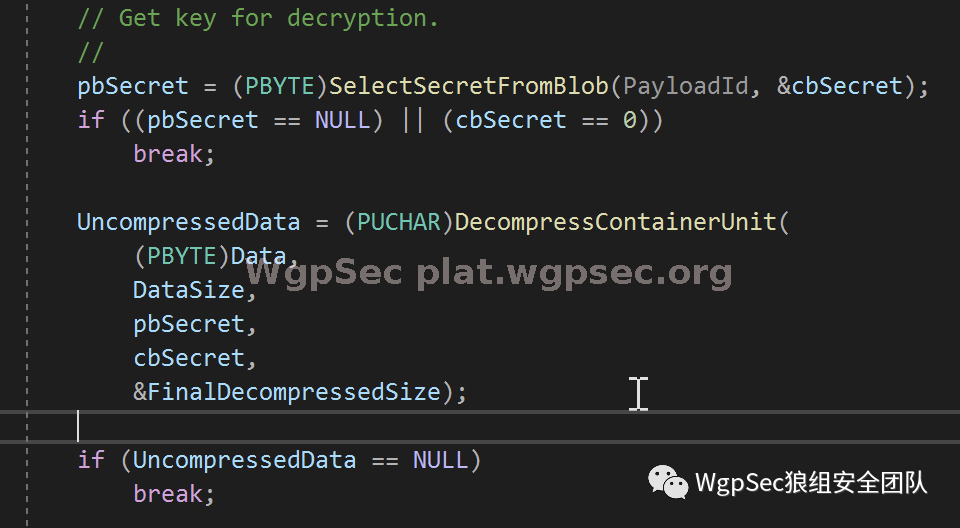 // Get key for decryption.
//
pbSecret = (PBYTE)SelectSecretFromBlob(PayloadId, &cbSecret);
if ((pbSecret == NULL) || (cbSecret == 0))
break;
UncompressedData = (PUCHAR)DecompressContainerUnit(
(PBYTE)Data,
WgpSec plat.wgpsec.org
DataSize,
pbSecret,
cbSecret,
&FinalDecompressedSize);
if (UncompressedData == NULL)
break;
WgpSec狼组安全团队